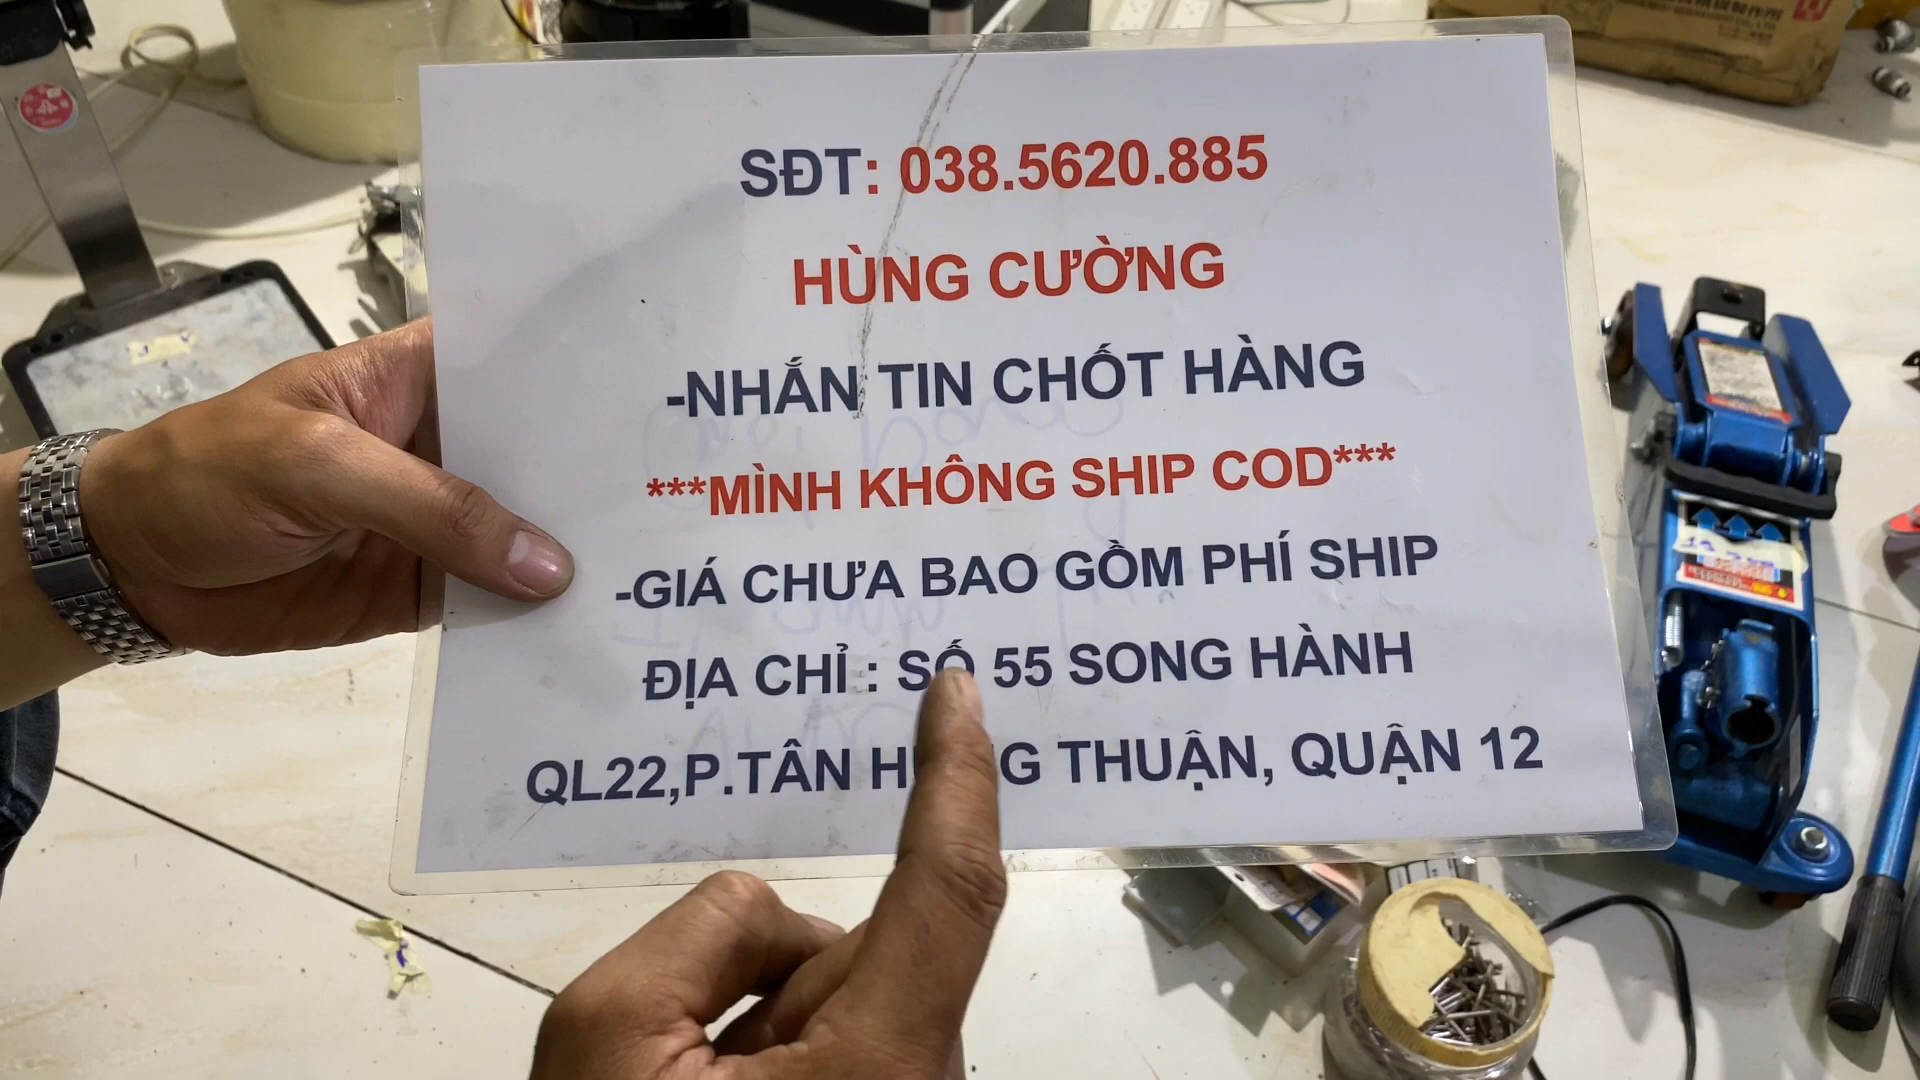 SĐT: 038.5620.885
HÙNG CƯỜNG
-NHẮN TIN CHỐT HÀNG
***MÌNH KHÔNG SHIP COD***
-GIÁ CHƯA BAO GỒM PHÍ SHIP
ĐỊA CHỈ : SỐ 55 SONG HÀNH
QL22,P.TÂN THUẬN, QUẬN 12